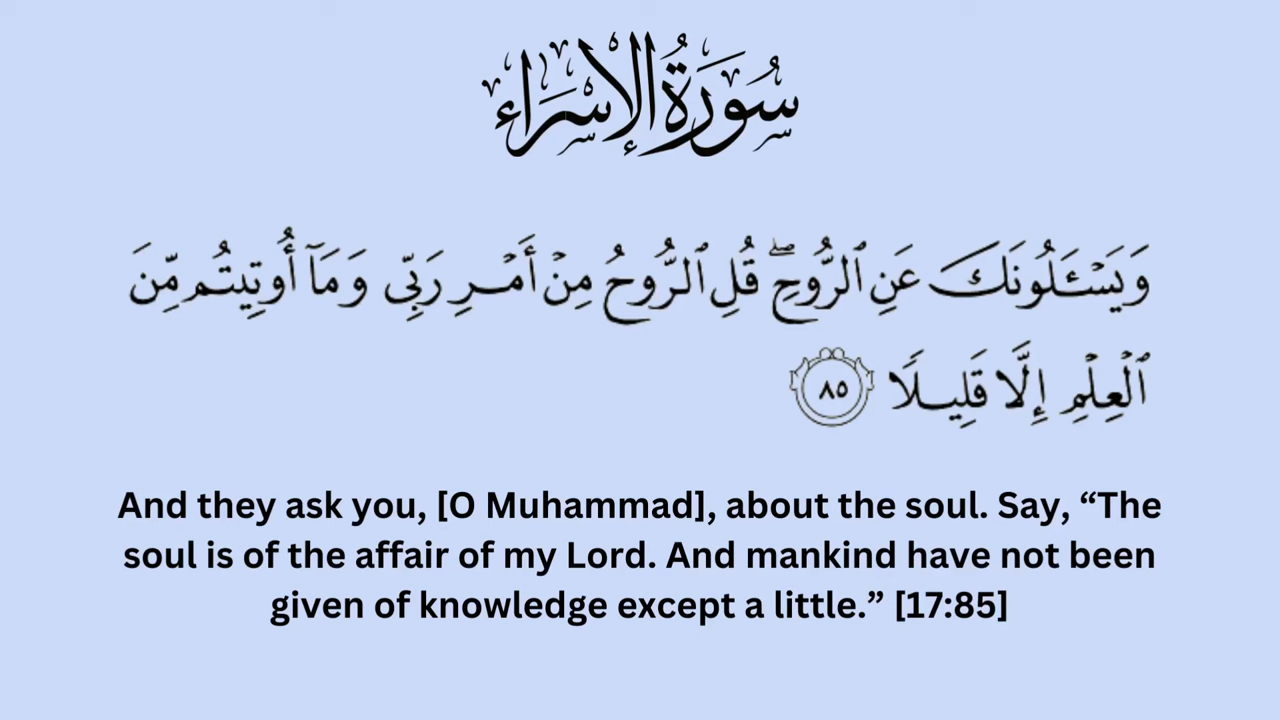 سُورَةُ الإِسْرَاءِ
وَيَسْـَٔلُونَكَ عَنِ ٱلرُّوحِ ۖ قُلِ ٱلرُّوحُ مِنْ أَمْرِ رَبِّى وَمَآ أُوتِيتُم مِّنَ
ٱلْعِلْمِ إِلَّا قَلِيلًا ٨٥
And they ask you, [O Muhammad], about the soul. Say, “The
soul is of the affair of my Lord. And mankind have not been
given of knowledge except a little.” [17:85]